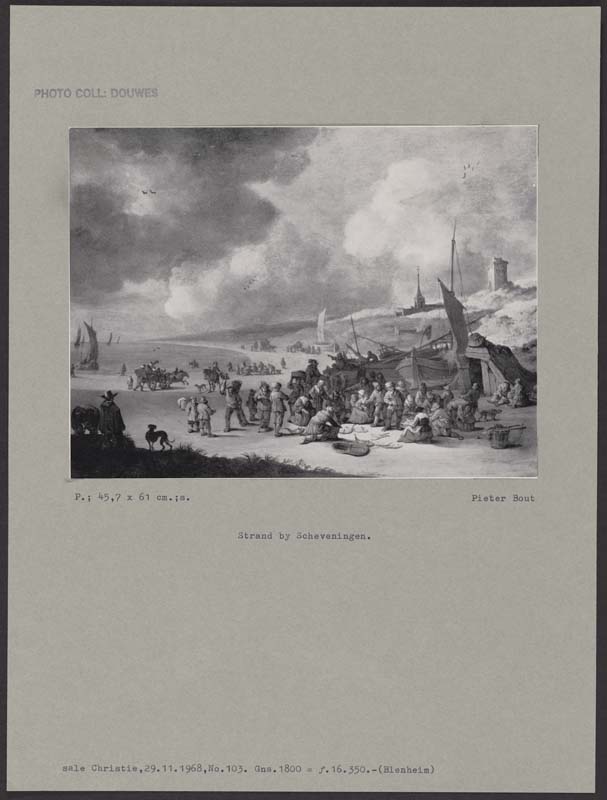 PHOTO COLL: DOUWES
P.; 45,7 x 61 cm.;s.
Pieter Bout
Strand by Scheveningen.
sale Christie,29.11.1968,No.103. Gns.1800 = ƒ.16.350.-(Blenheim)